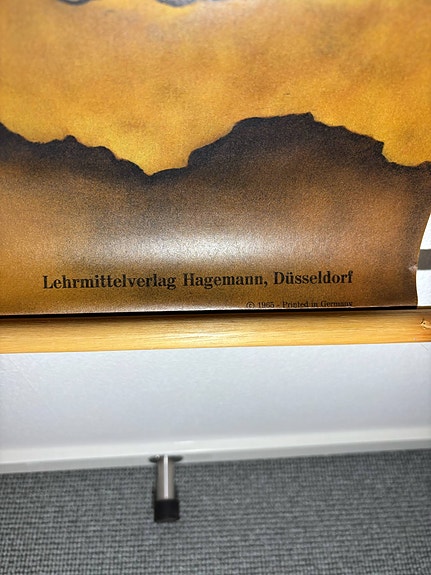 Lehrmittelverlag Hagemann, Düsseldorf
© 1965 - Printed in Germany